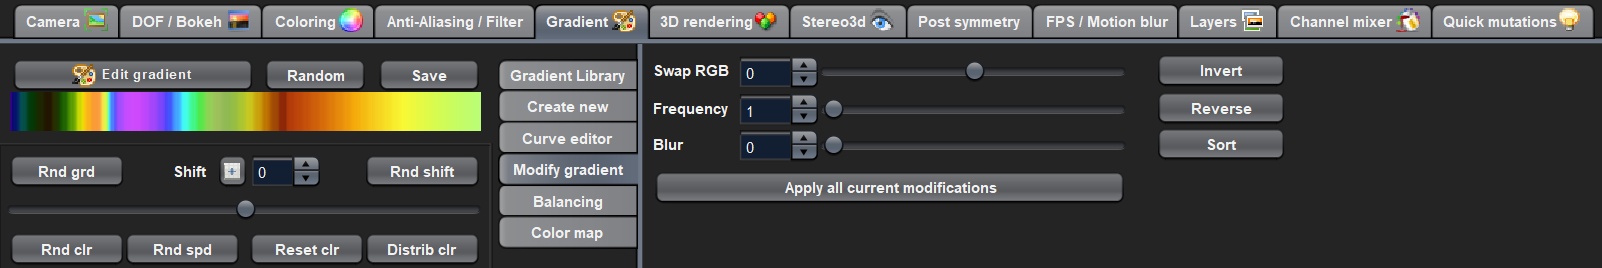 Camera DOF / Bokeh Coloring Anti-Aliasing / Filter Gradient 3D rendering Stereo3d Post symmetry FPS / Motion blur Layers Channel mixer Quick mutations
Edit gradient Random Save
Rnd grd Shift 0 Rnd shift
Rnd clr Rnd spd Reset clr Distrib clr
Gradient Library
Create new
Curve editor
Modify gradient
Balancing
Color map
Swap RGB 0 Invert
Frequency 1 Reverse
Blur 0 Sort
Apply all current modifications